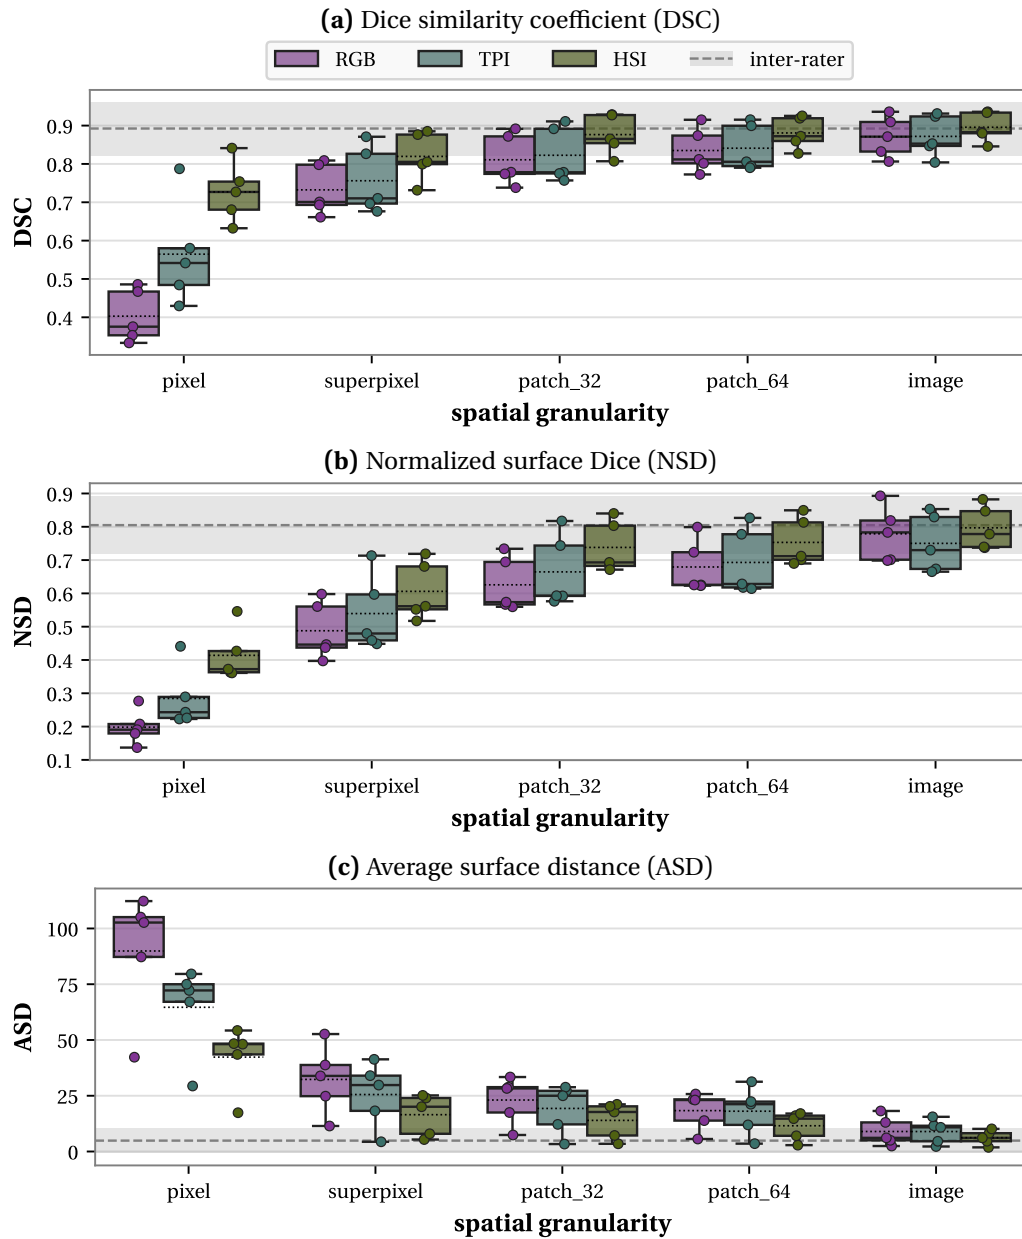 (a) Dice similarity coefficient (DSC)
RGB TPI HSI inter-rater
0.9
0.8
0.7
0.6
0.5
0.4
DSC
pixel superpixel patch_32 patch_64 image
spatial granularity
(b) Normalized surface Dice (NSD)
0.9
0.8
0.7
0.6
0.5
0.4
0.3
0.2
0.1
NSD
pixel superpixel patch_32 patch_64 image
spatial granularity
(c) Average surface distance (ASD)
100
75
50
25
0
ASD
pixel superpixel patch_32 patch_64 image
spatial granularity